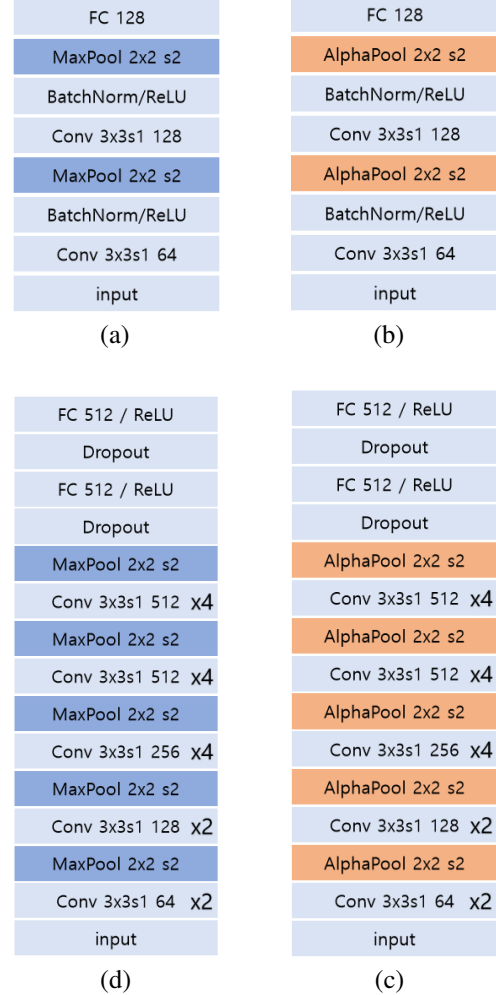 FC 128
MaxPool 2x2 s2
BatchNorm/ReLU
Conv 3x3s1 128
MaxPool 2x2 s2
BatchNorm/ReLU
Conv 3x3s1 64
input
(a)
FC 128
AlphaPool 2x2 s2
BatchNorm/ReLU
Conv 3x3s1 128
AlphaPool 2x2 s2
BatchNorm/ReLU
Conv 3x3s1 64
input
(b)
FC 512 / ReLU
Dropout
FC 512 / ReLU
Dropout
MaxPool 2x2 s2
Conv 3x3s1 512 x4
MaxPool 2x2 s2
Conv 3x3s1 512 x4
MaxPool 2x2 s2
Conv 3x3s1 256 x4
MaxPool 2x2 s2
Conv 3x3s1 128 x2
MaxPool 2x2 s2
Conv 3x3s1 64 x2
input
(d)
FC 512 / ReLU
Dropout
FC 512 / ReLU
Dropout
AlphaPool 2x2 s2
Conv 3x3s1 512 x4
AlphaPool 2x2 s2
Conv 3x3s1 512 x4
AlphaPool 2x2 s2
Conv 3x3s1 256 x4
AlphaPool 2x2 s2
Conv 3x3s1 128 x2
AlphaPool 2x2 s2
Conv 3x3s1 64 x2
input
(c)